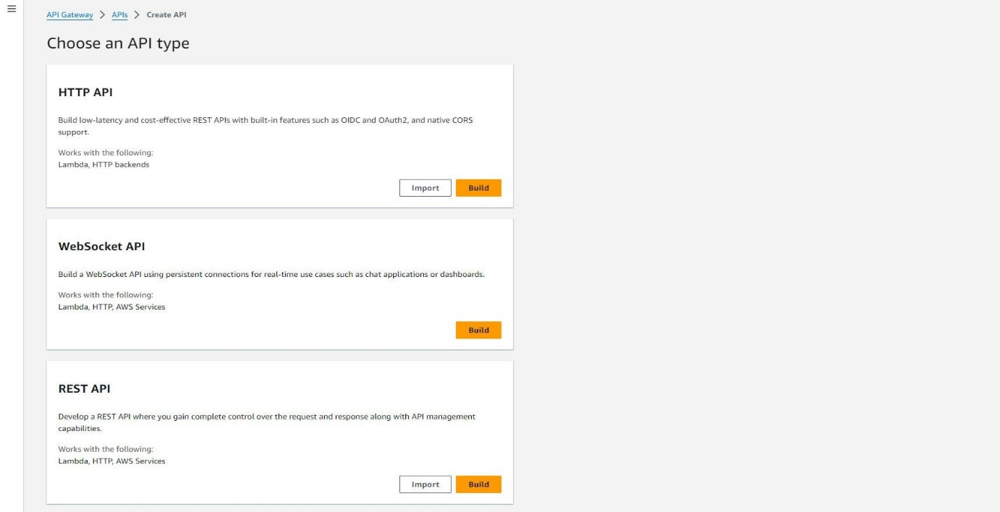 API Gateway > APIs > Create API
Choose an API type
HTTP API
Build low-latency and cost-effective REST APIs with built-in features such as OIDC and OAuth2, and native CORS
support.
Works with the following:
Lambda, HTTP backends
Import Build
WebSocket API
Build a WebSocket API using persistent connections for real-time use cases such as chat applications or dashboards.
Works with the following:
Lambda, HTTP, AWS Services
Build
REST API
Develop a REST API where you gain complete control over the request and response along with API management
capabilities.
Works with the following:
Lambda, HTTP, AWS Services
Import Build